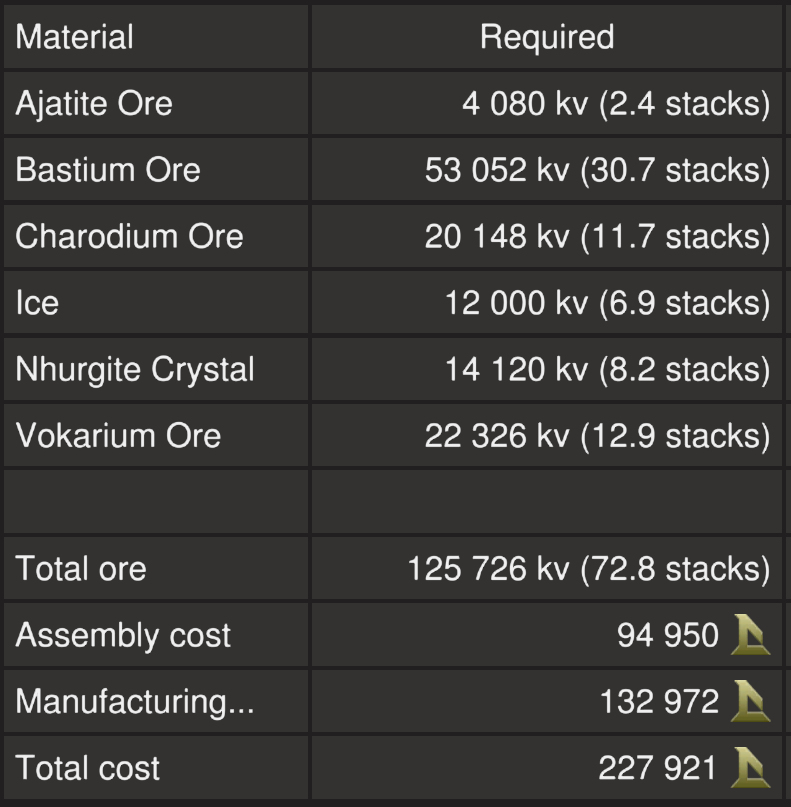 Material Required
Ajatite Ore 4 080 kv (2.4 stacks)
Bastium Ore 53 052 kv (30.7 stacks)
Charodium Ore 20 148 kv (11.7 stacks)
Ice 12 000 kv (6.9 stacks)
Nhurgite Crystal 14 120 kv (8.2 stacks)
Vokarium Ore 22 326 kv (12.9 stacks)
Total ore 125 726 kv (72.8 stacks)
Assembly cost 94 950
Manufacturing... 132 972
Total cost 227 921